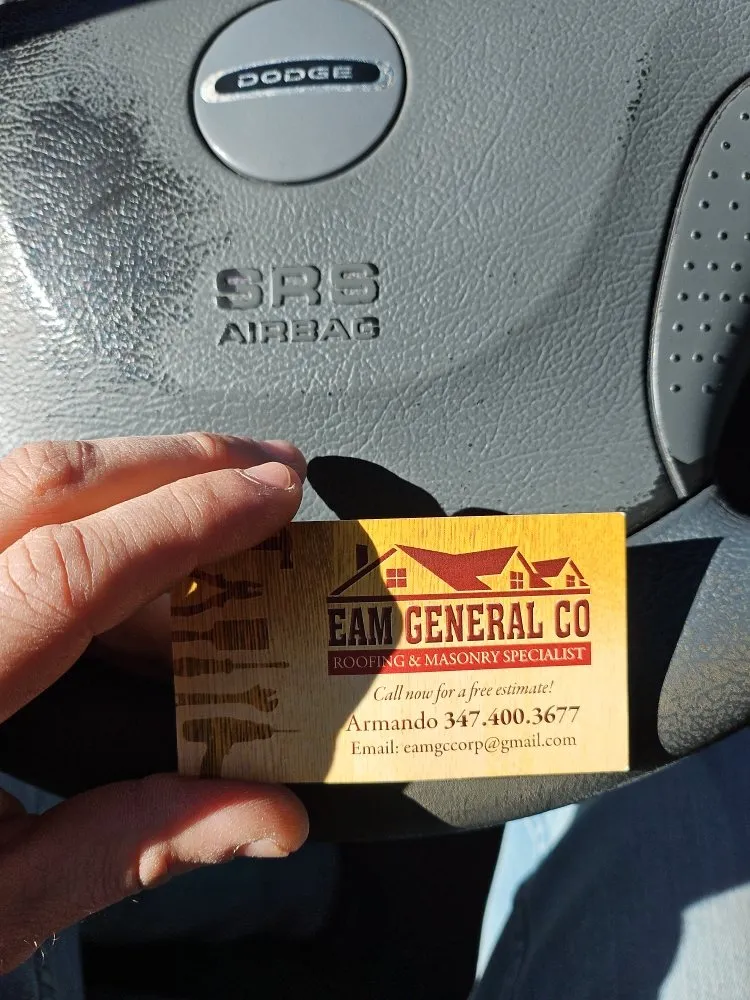 DODGE
SRS
AIRBAG
EAM GENERAL CO
ROOFING & MASONRY SPECIALIST
Call now for a free estimate!
Armando 347.400.3677
Email: eamgccorp@gmail.com